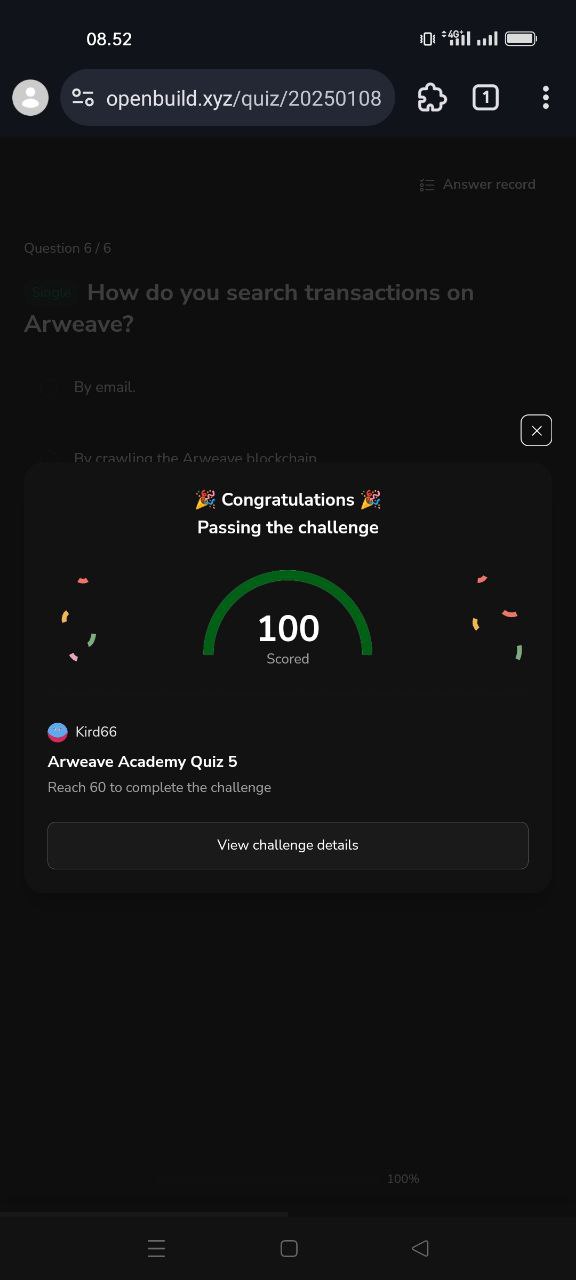 08.52
4G
openbuild.xyz/quiz/20250108
1
Answer record
Question 6 / 6
Single How do you search transactions on
Arweave?
By email.
By crawling the Arweave blockchain
🎉 Congratulations 🎉
Passing the challenge
100
Scored
Kird66
Arweave Academy Quiz 5
Reach 60 to complete the challenge
View challenge details
100%